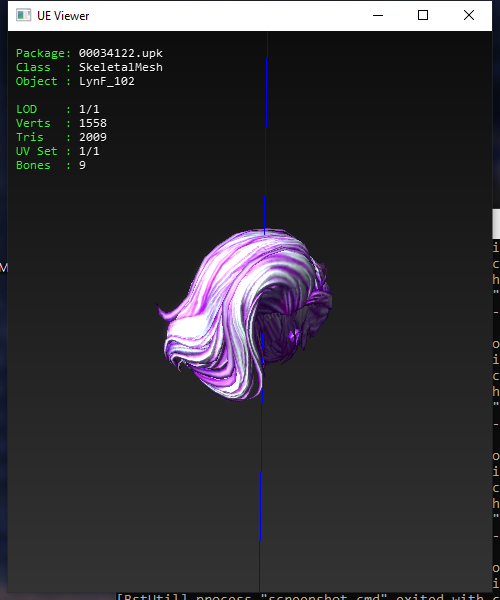 UE Viewer
Package: 00034122.upk
Class : SkeletalMesh
Object : LynF_102
LOD : 1/1
Verts : 1558
Tris : 2009
UV Set : 1/1
Bones : 9
M
i
c
h
"
-
o
i
c
h
"
-
o
i
c
h
"
-
o
i
[BstUtil] process "screenshot.cmd" exited with c